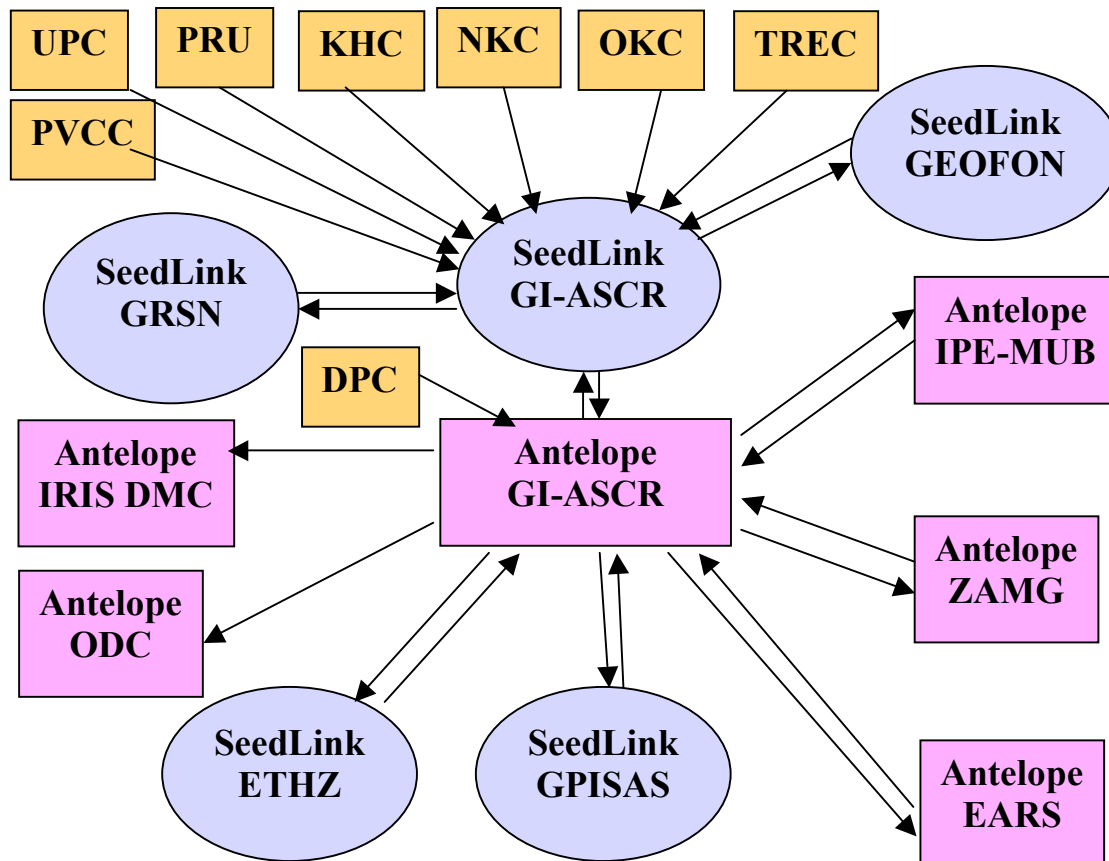 UPC
PRU
KHC
NKC
OKC
TREC
PVCC
SeedLink
GEOFON
SeedLink
GRSN
SeedLink
GI-ASCR
Antelope
IPE-MUB
DPC
Antelope
IRIS DMC
Antelope
GI-ASCR
Antelope
ZAMG
Antelope
ODC
SeedLink
ETHZ
SeedLink
GPISAS
Antelope
EARS